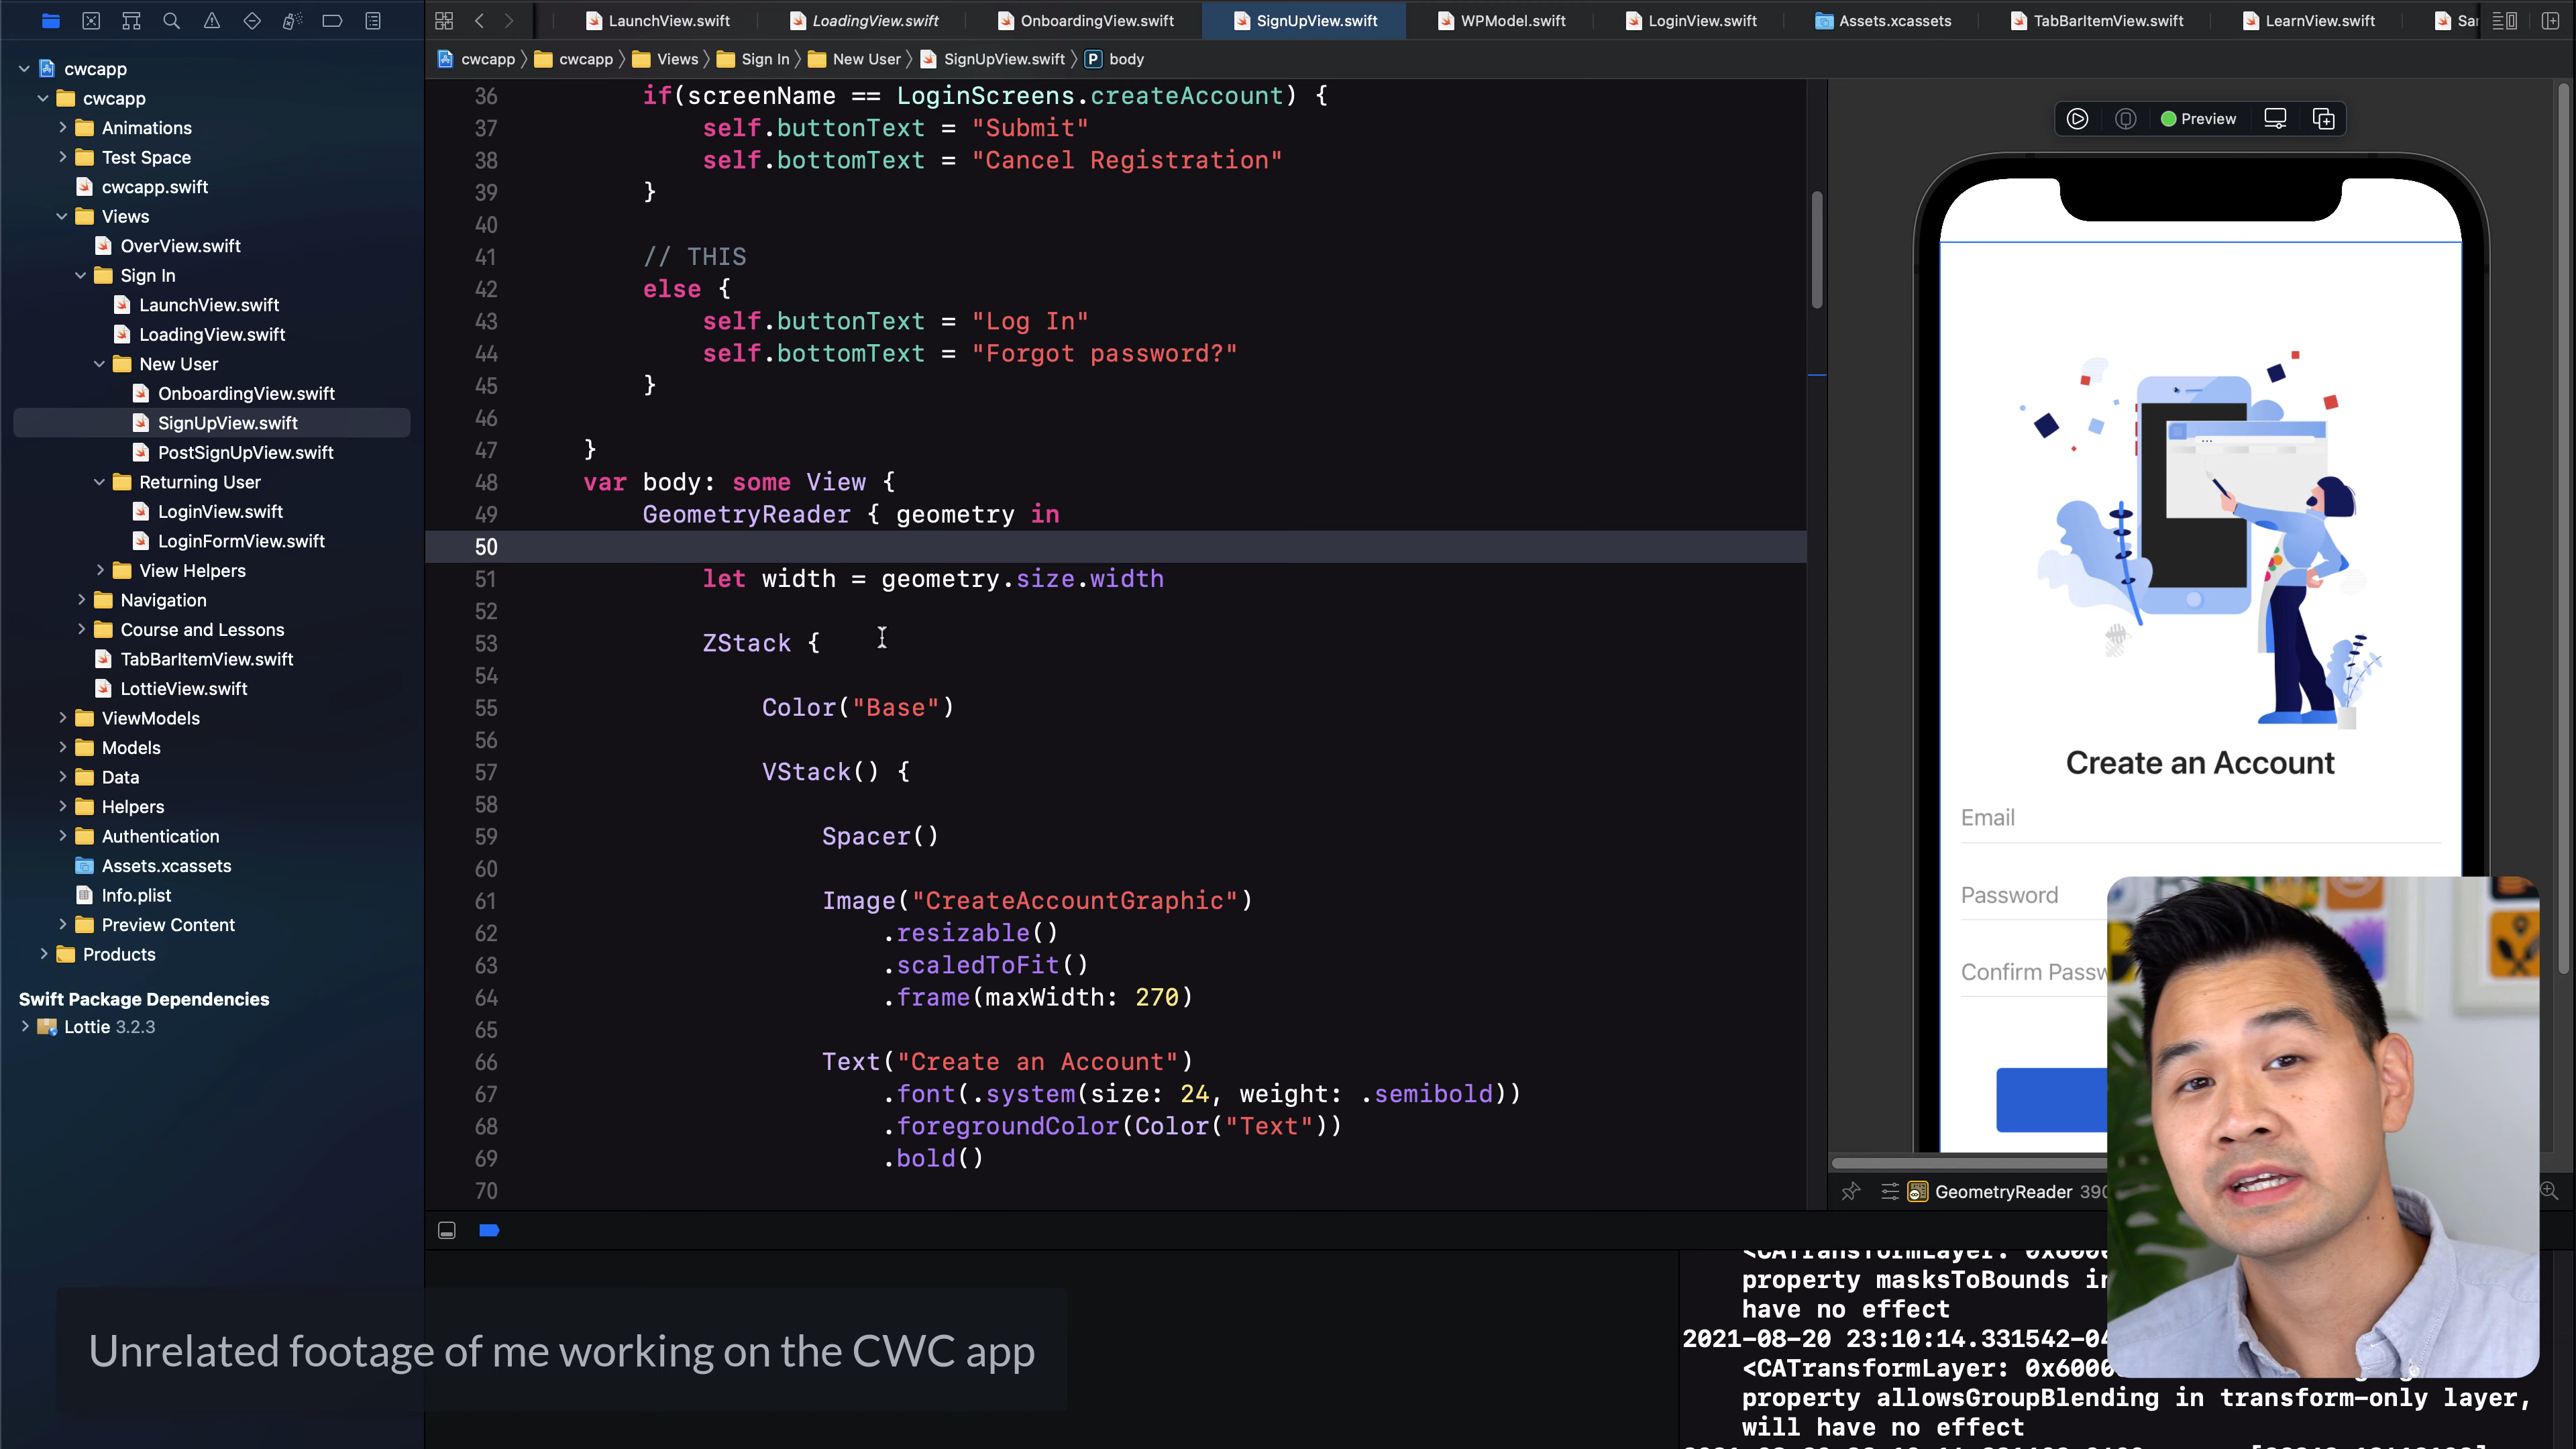 LaunchView.swift
LoadingView.swift
OnboardingView.swift
SignUpView.swift
WPModel.swift
LoginView.swift
Assets.xcassets
TabBarItemView.swift
LearnView.swift
cwcapp
cwcapp
Views
Sign In
New User
SignUpView.swift
P
body
cwcapp
cwcapp
Animations
Test Space
cwcapp.swift
Views
OverView.swift
Sign In
LaunchView.swift
LoadingView.swift
New User
OnboardingView.swift
SignUpView.swift
PostSignUpView.swift
Returning User
LoginView.swift
LoginFormView.swift
View Helpers
Navigation
Course and Lessons
TabBarItemView.swift
LottieView.swift
ViewModels
Models
Data
Helpers
Authentication
Assets.xcassets
Info.plist
Preview Content
Products
Swift Package Dependencies
Lottie 3.2.3
36 if(screenName == LoginScreens.createAccount) {
37 self.buttonText = "Submit"
38 self.bottomText = "Cancel Registration"
39 }
40
41 // THIS
42 else {
43 self.buttonText = "Log In"
44 self.bottomText = "Forgot password?"
45 }
46
47 }
48 var body: some View {
49 GeometryReader { geometry in
50
51 let width = geometry.size.width
52
53 ZStack {
54
55 Color("Base")
56
57 VStack() {
58
59 Spacer()
60
61 Image("CreateAccountGraphic")
62 .resizable()
63 .scaledToFit()
64 .frame(maxWidth: 270)
65
66 Text("Create an Account")
67 .font(.system(size: 24, weight: .semibold))
68 .foregroundColor(Color("Text"))
69 .bold()
70
Preview
Create an Account
Email
Password
Confirm
GeometryReader
<CATransformLayer:
property masksToBounds
have no effect
2021-08-20 23:10:14.331542-04
<CATransformLayer:
property allowsGroupBlending in transform-only layer,
will have no effect
Unrelated footage of me working on the CWC app